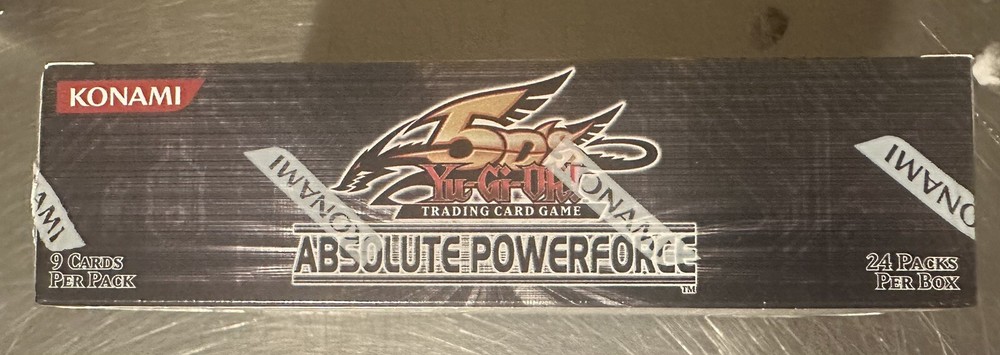 KONAMI
5D's
Yu-Gi-Oh!
TRADING CARD GAME
ABSOLUTE POWERFORCE
TM
9 CARDS
PER PACK
24 PACKS
PER BOX
KONAMI
KONAMI
KONAMI